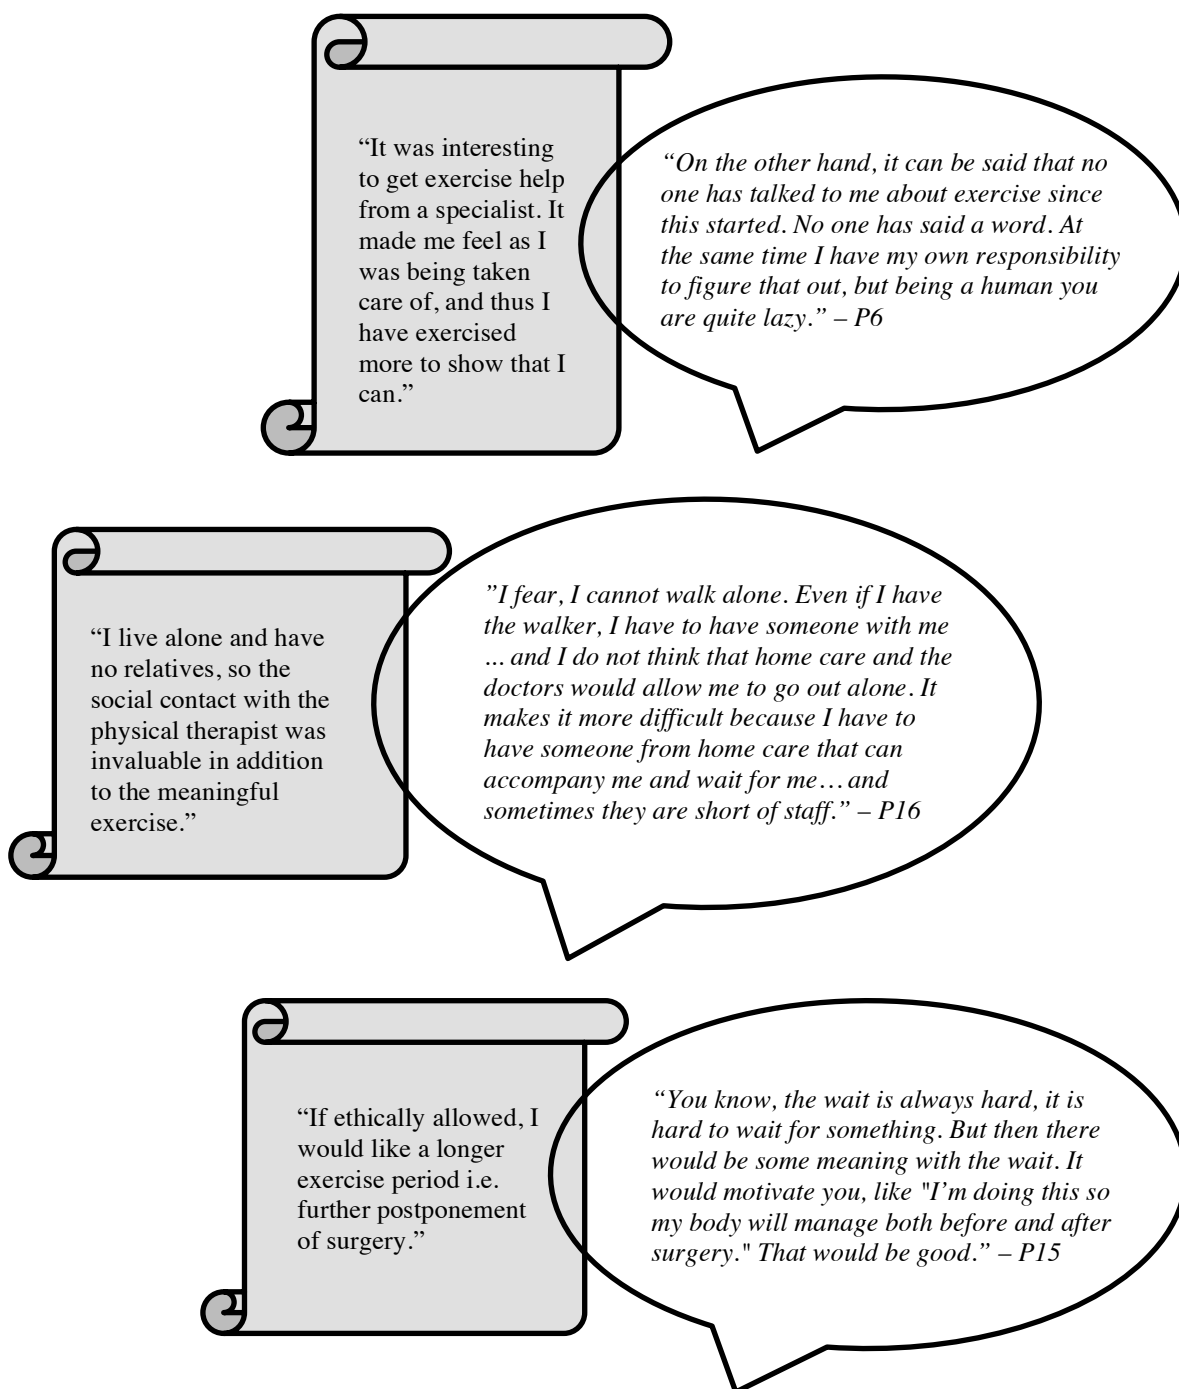 “It was interesting
to get exercise help
from a specialist. It
made me feel as I
was being taken
care of, and thus I
have exercised
more to show that I
can.”
“On the other hand, it can be said that no
one has talked to me about exercise since
this started. No one has said a word. At
the same time I have my own responsibility
to figure that out, but being a human you
are quite lazy.” – P6
“I live alone and have
no relatives, so the
social contact with the
physical therapist was
invaluable in addition
to the meaningful
exercise.”
”I fear, I cannot walk alone. Even if I have
the walker, I have to have someone with me
... and I do not think that home care and the
doctors would allow me to go out alone. It
makes it more difficult because I have to
have someone from home care that can
accompany me and wait for me… and
sometimes they are short of staff.” – P16
“If ethically allowed, I
would like a longer
exercise period i.e.
further postponement
of surgery.”
“You know, the wait is always hard, it is
hard to wait for something. But then there
would be some meaning with the wait. It
would motivate you, like "I’m doing this so
my body will manage both before and after
surgery." That would be good.” – P15